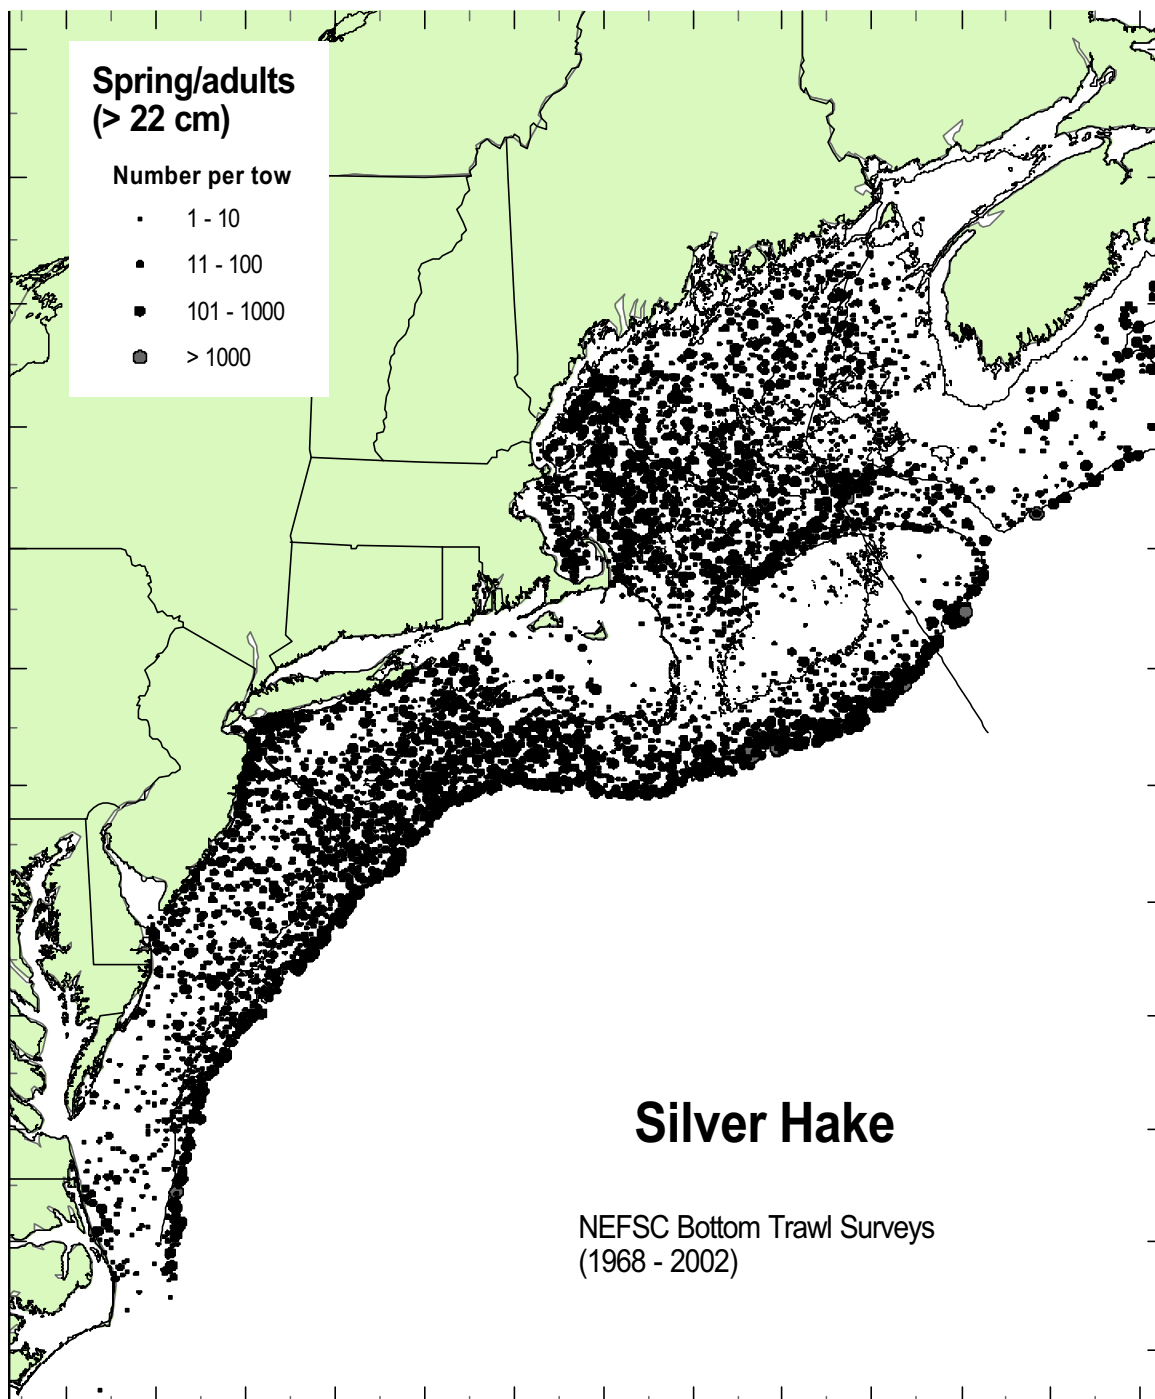 Spring/adults
(> 22 cm)
Number per tow
1 - 10
11 - 100
101 - 1000
> 1000
Silver Hake
NEFSC Bottom Trawl Surveys
(1968 - 2002)